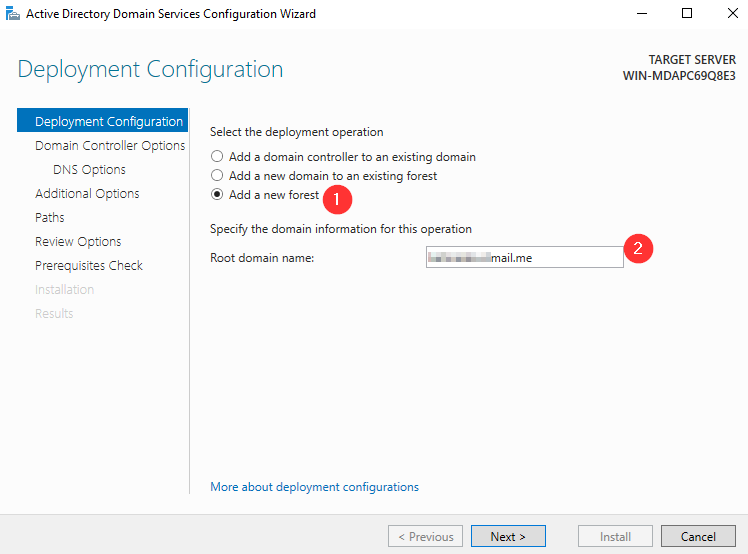 Active Directory Domain Services Configuration Wizard
Deployment Configuration
TARGET SERVER
WIN-MDAPC69Q8E3
Deployment Configuration
Domain Controller Options
DNS Options
Additional Options
Paths
Review Options
Prerequisites Check
Installation
Results
Select the deployment operation
Add a domain controller to an existing domain
Add a new domain to an existing forest
Add a new forest
1
Specify the domain information for this operation
Root domain name:
mail.me
2
More about deployment configurations
< Previous
Next >
Install
Cancel